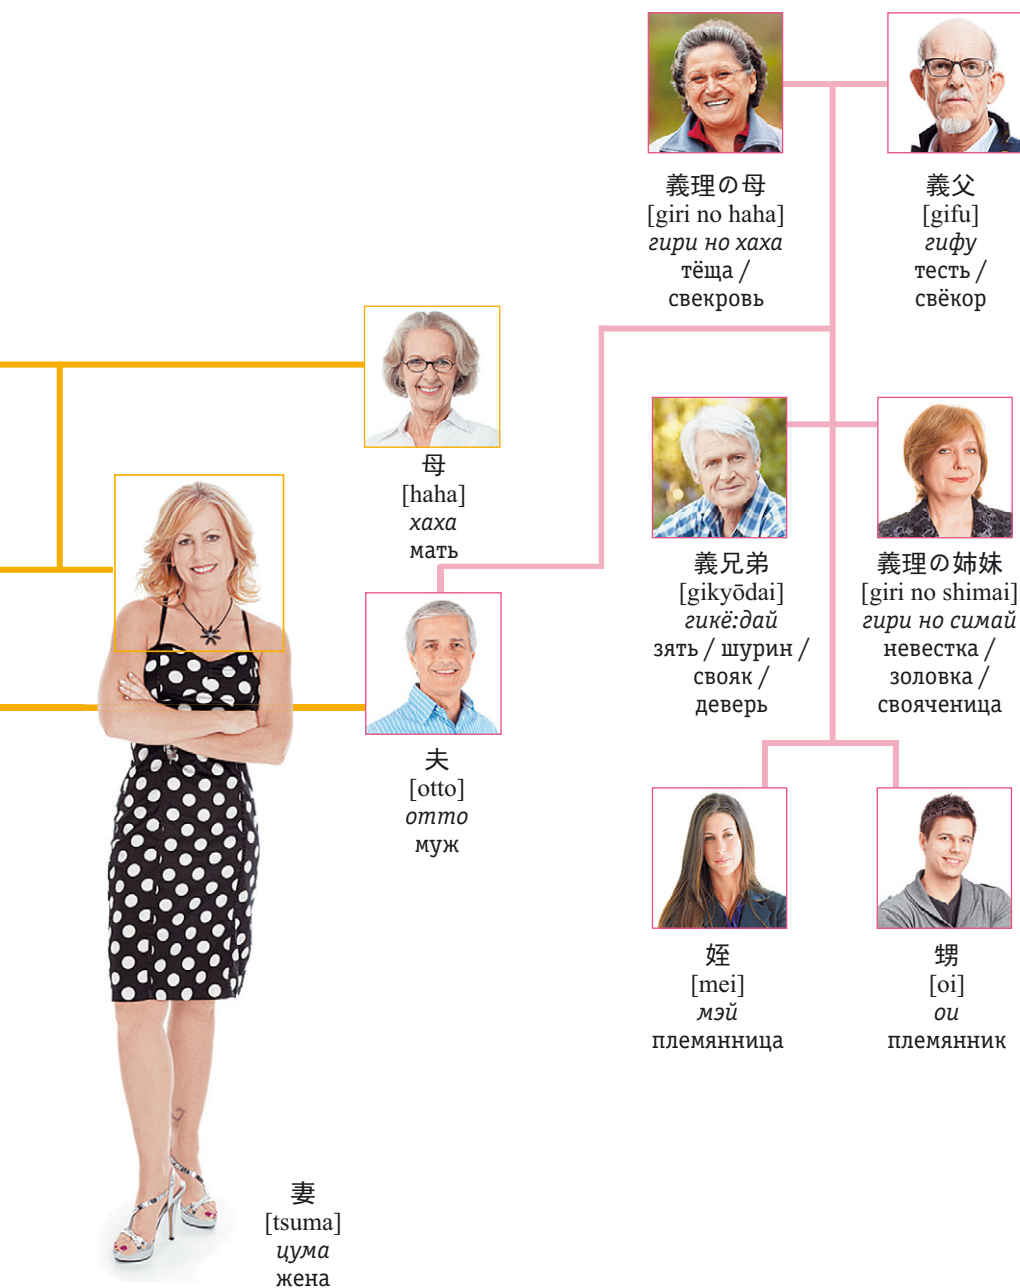 義理の母
[giri no haha]
гири но хаха
тёща /
свекровь
義父
[gifu]
гифу
тесть /
свёкор
母
[haha]
хаха
мать
義兄弟
[gikyōdai]
гикё:дай
зять / шурин /
свояк /
деверь
義理の姉妹
[giri no shimai]
гири но симай
невестка /
золовка /
свояченица
夫
[otto]
отто
муж
姪
[mei]
мэй
племянница
甥
[oi]
ои
племянник
妻
[tsuma]
цума
жена